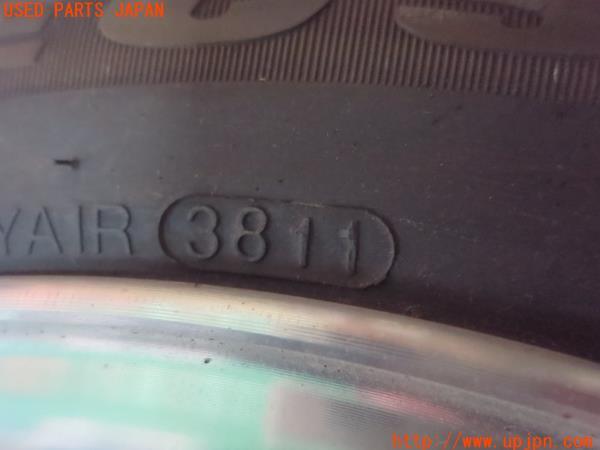 USED PARTS JAPAN
YAIR 3811
http://www.upjpn.com